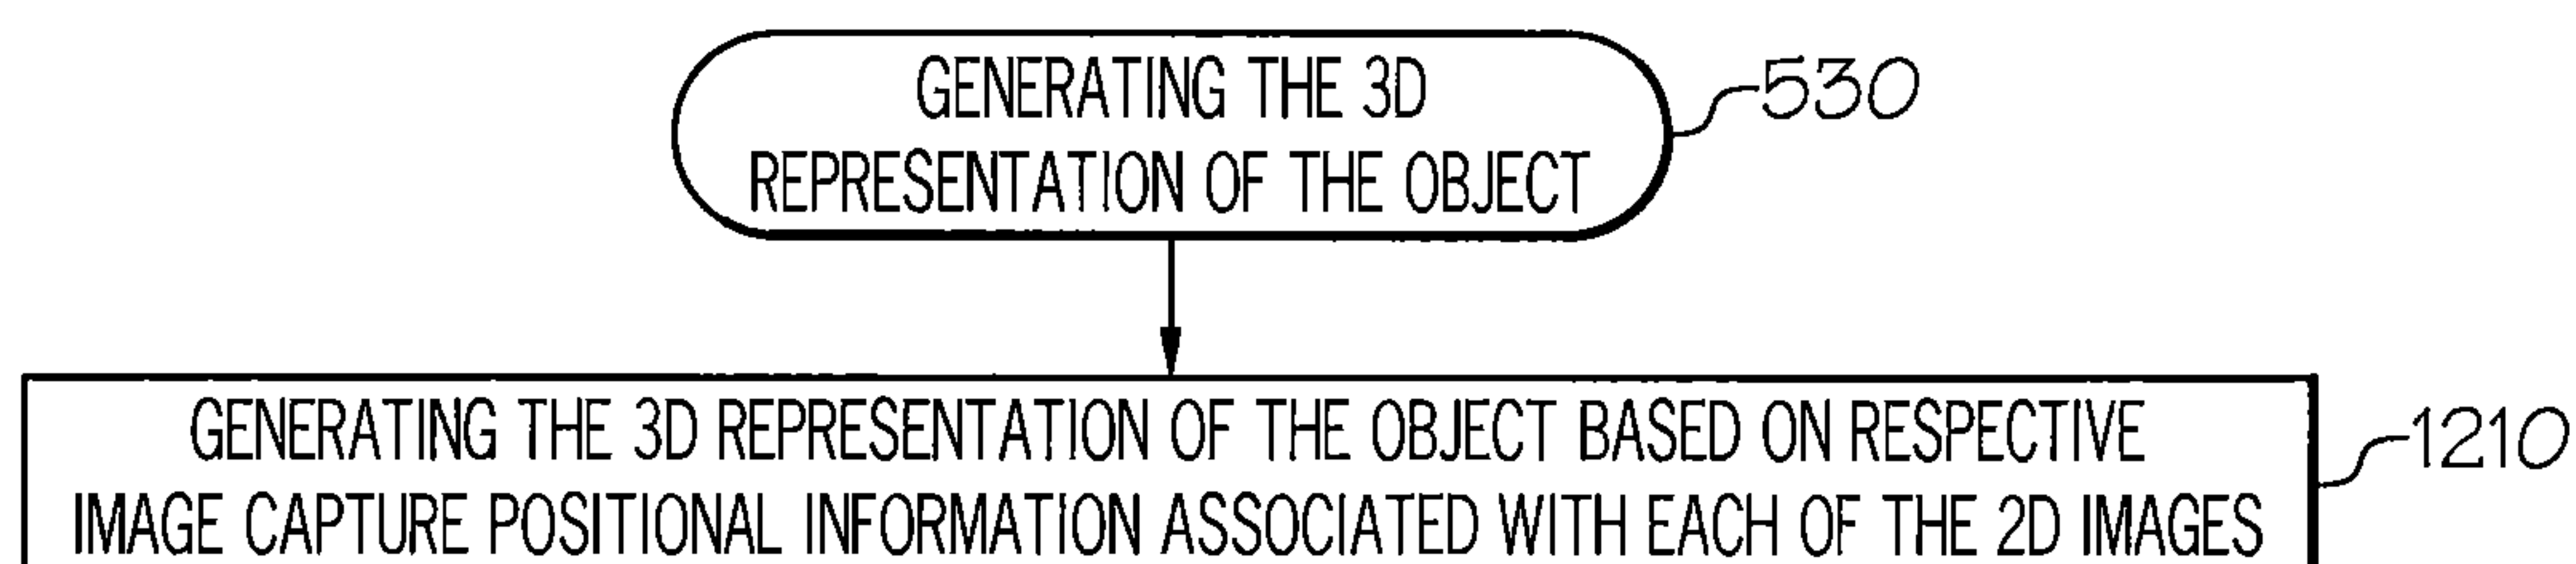 GENERATING THE 3D
REPRESENTATION OF THE OBJECT
530
GENERATING THE 3D REPRESENTATION OF THE OBJECT BASED ON RESPECTIVE
IMAGE CAPTURE POSITIONAL INFORMATION ASSOCIATED WITH EACH OF THE 2D IMAGES
1210